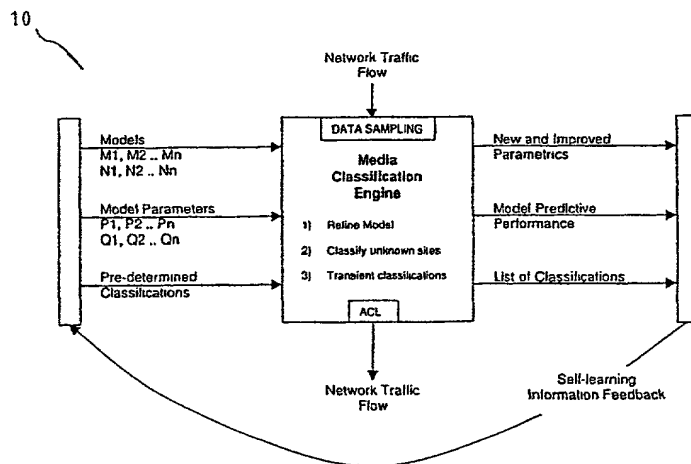 10
Network Traffic
Flow
DATA SAMPLING
Models
M1, M2 .. Mn
N1, N2 .. Nn
Model Parameters
P1, P2 .. Pn
Q1, Q2 .. Qn
Pre-determined
Classifications
Media
Classification
Engine
1) Refine Model
2) Classify unknown sites
3) Transient classifications
ACL
New and Improved
Parametrics
Model Predictive
Performance
List of Classifications
Network Traffic
Flow
Self-learning
Information Feedback